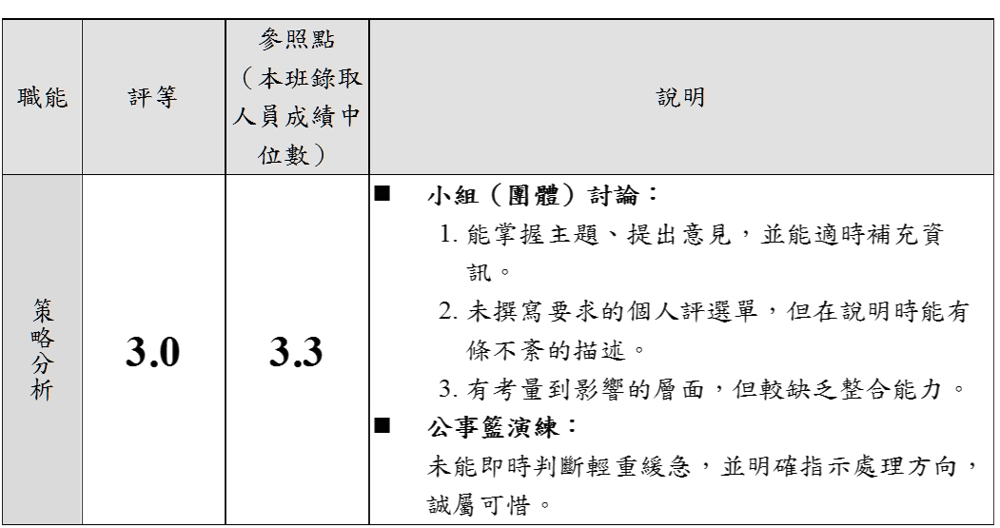 職能
評等
參照點
（本班錄取
人員成績中
位數）
說明
策略分析
3.0
3.3
■ 小組（團體）討論：
1. 能掌握主題、提出意見，並能適時補充資
訊。
2. 未撰寫要求的個人評選單，但在說明時能有
條不紊的描述。
3. 有考量到影響的層面，但較缺乏整合能力。
■ 公事籃演練：
未能即時判斷輕重緩急，並明確指示處理方向，
誠屬可惜。